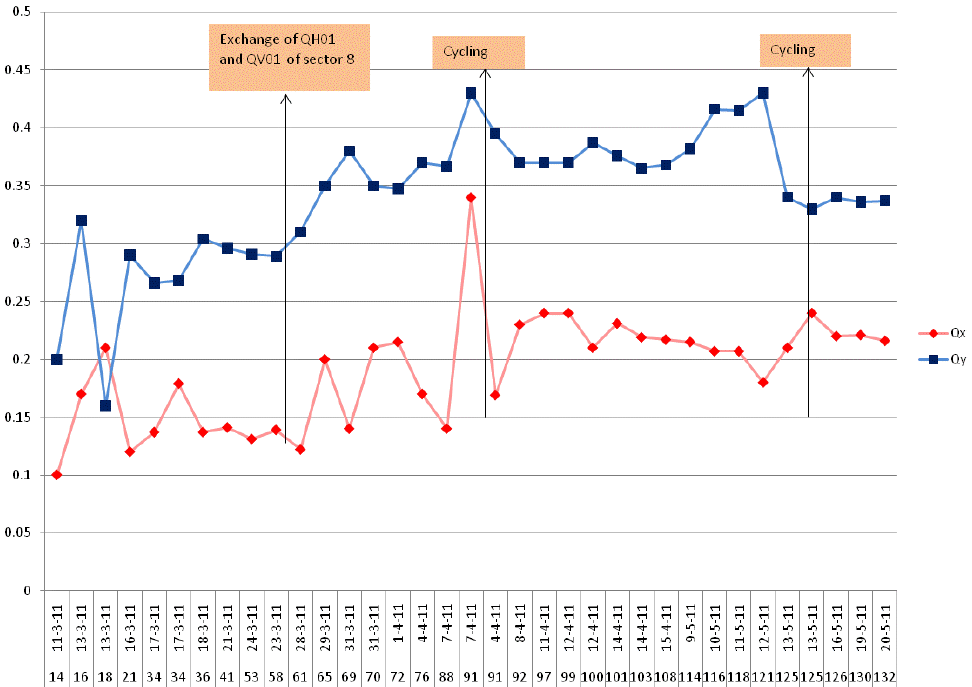 0.5
Exchange of QH01
and QV01 of sector 8
Cycling
Cycling
0.45
0.4
0.35
0.3
0.25
0.2
0.15
0.1
0.05
0
Qx
Qy
11-3-11 13-3-11 13-3-11 16-3-11 17-3-11 17-3-11 18-3-11 21-3-11 24-3-11 23-3-11 28-3-11 29-3-11 31-3-11 31-3-11 1-4-11 4-4-11 7-4-11 7-4-11 4-4-11 8-4-11 11-4-11 12-4-11 12-4-11 14-4-11 14-4-11 15-4-11 9-5-11 10-5-11 11-5-11 12-5-11 13-5-11 13-5-11 16-5-11 19-5-11 20-5-11
14 16 18 21 34 34 36 41 53 58 61 65 69 70 72 76 88 91 91 92 97 99 100 101 103 108 114 116 118 121 125 125 126 130 132